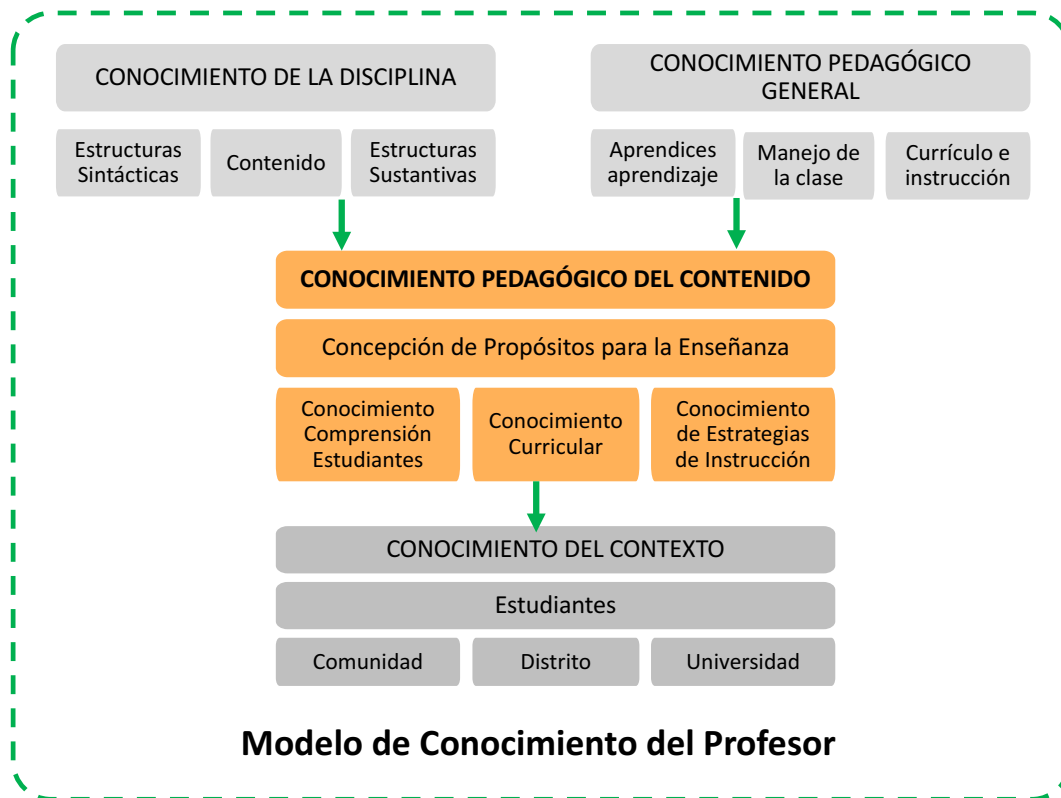 CONOCIMIENTO DE LA DISCIPLINA
CONOCIMIENTO PEDAGÓGICO
GENERAL
Estructuras
Sintácticas
Contenido
Estructuras
Sustantivas
Aprendices
aprendizaje
Manejo de
la clase
Currículo e
instrucción
CONOCIMIENTO PEDAGÓGICO DEL CONTENIDO
Concepción de Propósitos para la Enseñanza
Conocimiento
Comprensión
Estudiantes
Conocimiento
Curricular
Conocimiento
de Estrategias
de Instrucción
CONOCIMIENTO DEL CONTEXTO
Estudiantes
Comunidad
Distrito
Universidad
Modelo de Conocimiento del Profesor